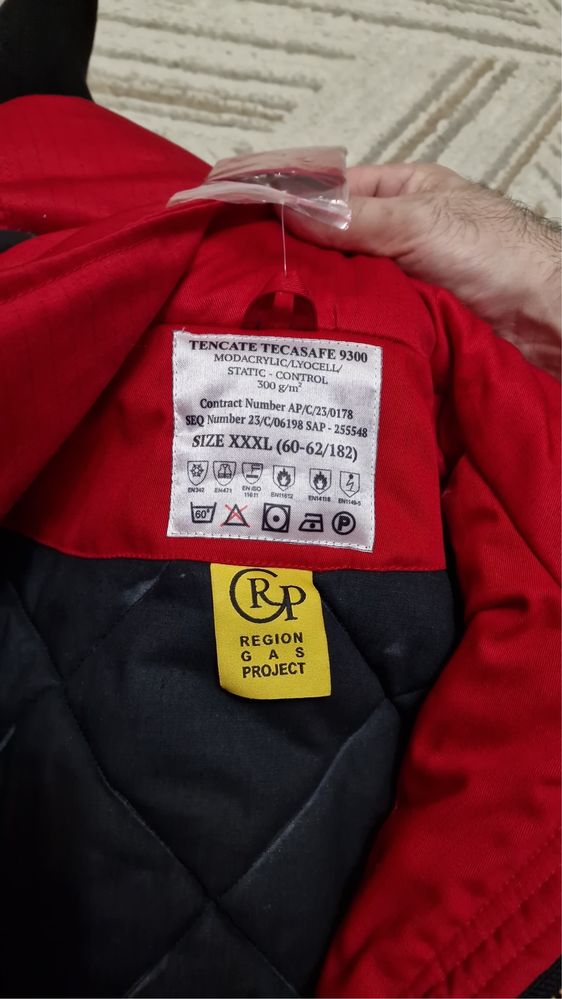 TENCATE TECASAFE 9300
MODACRYLIC/LYOCELL/
STATIC - CONTROL
300 g/m²
Contract Number AP/C/23/0178
SEQ Number 23/C/06198 SAP - 255548
SIZE XXXL (60-62/182)
EN342 EN471 EN ISO 11611 EN11612 EN14116 EN1149-5
60° P
GRP
REGION
GAS
PROJECT